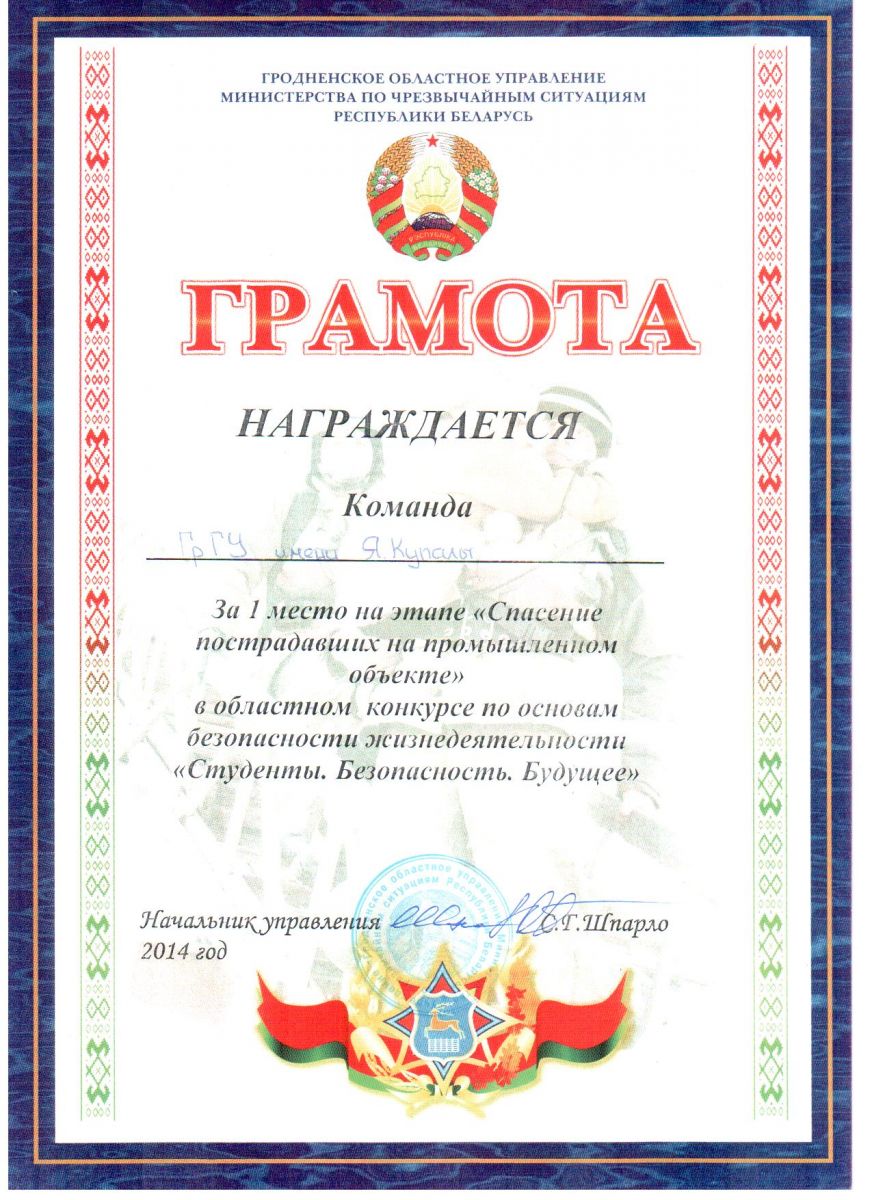 ГРОДНЕНСКОЕ ОБЛАСТНОЕ УПРАВЛЕНИЕ
МИНИСТЕРСТВА ПО ЧРЕЗВЫЧАЙНЫМ СИТУАЦИЯМ
РЕСПУБЛИКИ БЕЛАРУСЬ
РЭСПУБЛІКА
БЕЛАРУСЬ
ГРАМОТА
НАГРАЖДАЕТСЯ
Команда
ГрГУ имени Я.Купалы
За 1 место на этапе «Спасение
пострадавших на промышленном
объекте»
в областном конкурсе по основам
безопасности жизнедеятельности
«Студенты. Безопасность. Будущее»
Начальник управления С.Г.Шпарло
2014 год